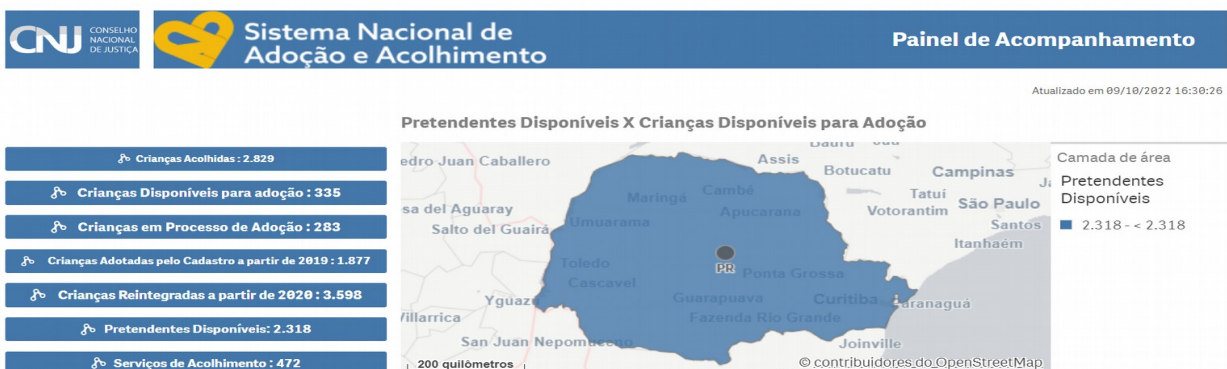 CNJ
CONSELHO
NACIONAL
DE JUSTIÇA
Sistema Nacional de
Adoção e Acolhimento
Painel de Acompanhamento
Atualizado em 09/10/2022 16:30:26
Pretendentes Disponíveis X Crianças Disponíveis para Adoção
Crianças Acolhidas : 2.829
Crianças Disponíveis para adoção : 335
Crianças em Processo de Adoção : 283
Crianças Adotadas pelo Cadastro a partir de 2019 : 1.877
Crianças Reintegradas a partir de 2020 : 3.598
Pretendentes Disponíveis: 2.318
Serviços de Acolhimento : 472
edro Juan Caballero
Assis
Botucatu
Campinas
Maringá
Cambé
Tatuí
sa del Aguaray
Apucarana
Votorantim
São Paulo
Umuarama
Salto del Guairá
Santos
Itanhaém
Toledo
PR
Ponta Grossa
Cascavel
Yguazú
Guarapuava
Curitiba
Paranaguá
Villarrica
Fazenda Rio Grande
San Juan Nepomuceno
Joinville
200 quilômetros
© contribuidores do OpenStreetMap
Camada de área
Pretendentes
Disponíveis
2.318 - < 2.318